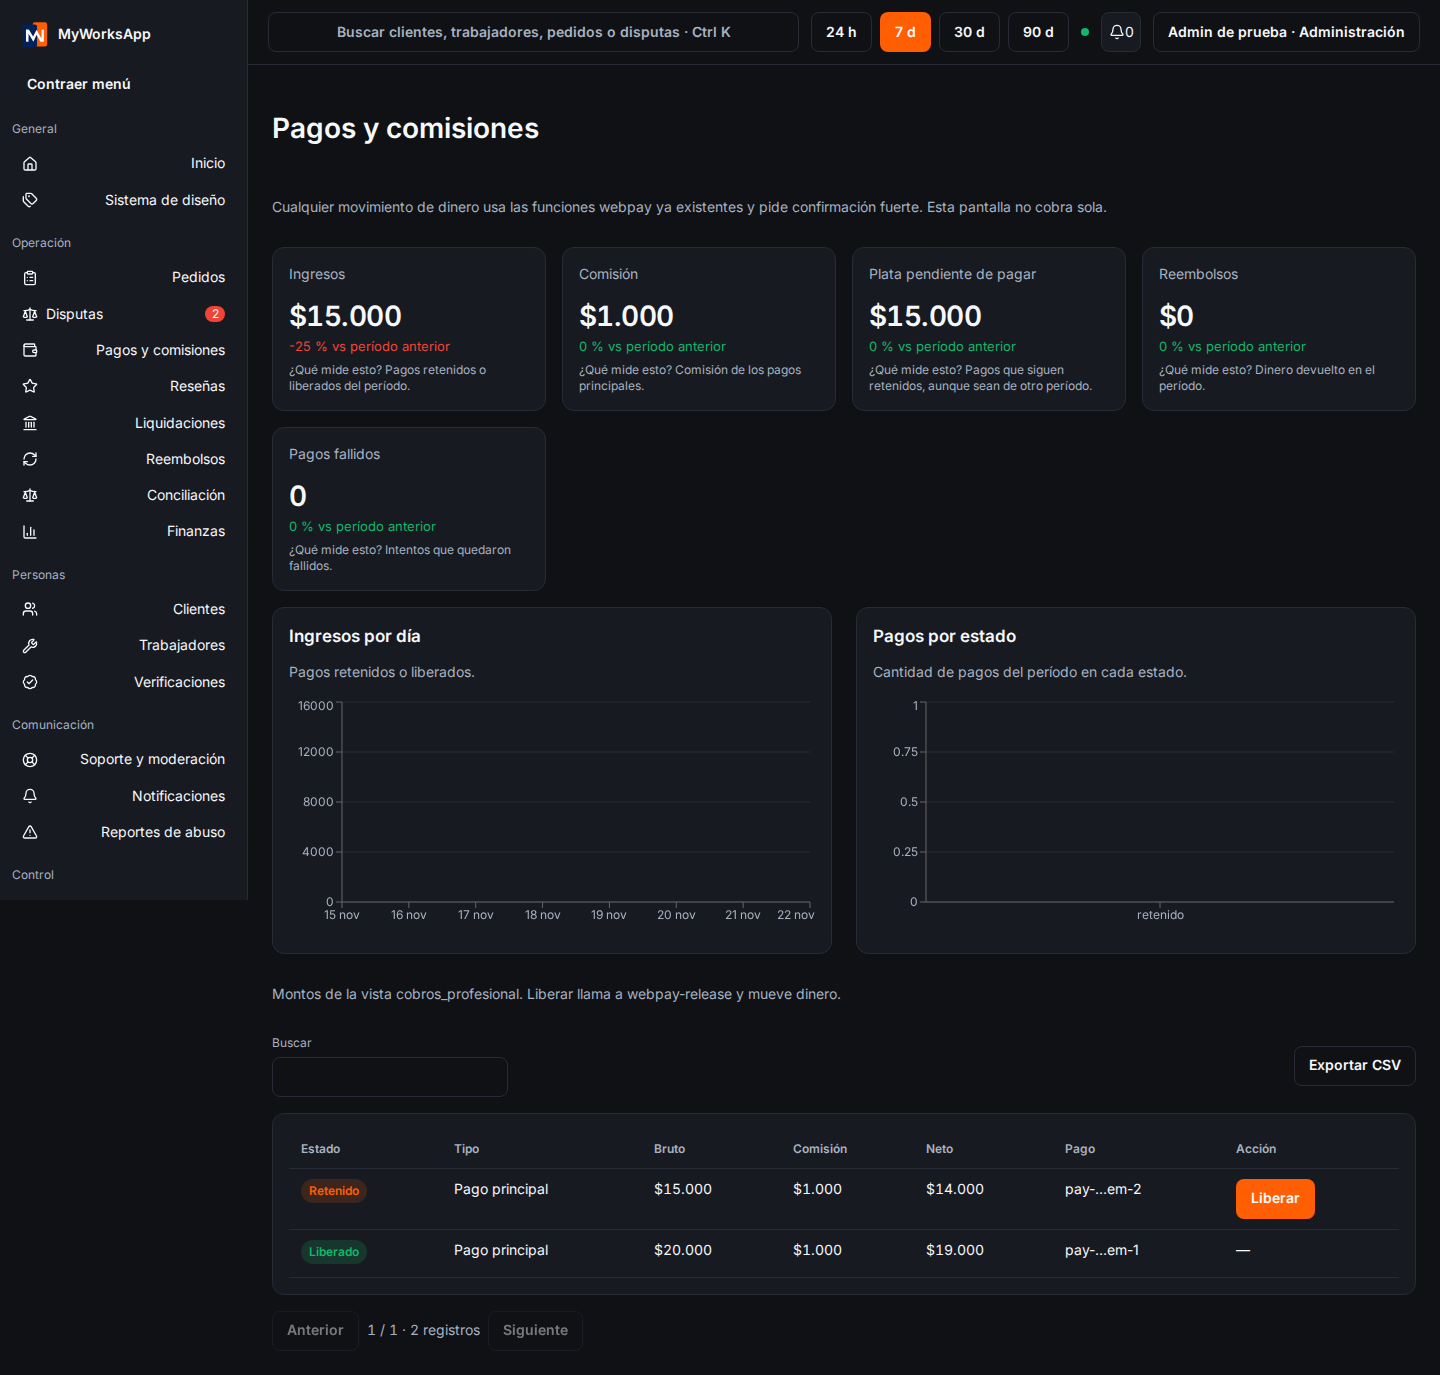 MyWorksApp
Contraer menú
General
Inicio
Sistema de diseño
Operación
Pedidos
Disputas 2
Pagos y comisiones
Reseñas
Liquidaciones
Reembolsos
Conciliación
Finanzas
Personas
Clientes
Trabajadores
Verificaciones
Comunicación
Soporte y moderación
Notificaciones
Reportes de abuso
Control
Buscar clientes, trabajadores, pedidos o disputas · Ctrl K
24 h
7 d
30 d
90 d
0
Admin de prueba · Administración
Pagos y comisiones
Cualquier movimiento de dinero usa las funciones webpay ya existentes y pide confirmación fuerte. Esta pantalla no cobra sola.
Ingresos
$15.000
-25 % vs período anterior
¿Qué mide esto? Pagos retenidos o
liberados del período.
Comisión
$1.000
0 % vs período anterior
¿Qué mide esto? Comisión de los pagos
principales.
Plata pendiente de pagar
$15.000
0 % vs período anterior
¿Qué mide esto? Pagos que siguen
retenidos, aunque sean de otro período.
Reembolsos
$0
0 % vs período anterior
¿Qué mide esto? Dinero devuelto en el
período.
Pagos fallidos
0
0 % vs período anterior
¿Qué mide esto? Intentos que quedaron
fallidos.
Ingresos por día
Pagos retenidos o liberados.
16000
12000
8000
4000
0
15 nov 16 nov 17 nov 18 nov 19 nov 20 nov 21 nov 22 nov
Pagos por estado
Cantidad de pagos del período en cada estado.
1
0.75
0.5
0.25
0
retenido
Montos de la vista cobros_profesional. Liberar llama a webpay-release y mueve dinero.
Buscar
Exportar CSV
Estado Tipo Bruto Comisión Neto Pago Acción
Retenido Pago principal $15.000 $1.000 $14.000 pay-…em-2 Liberar
Liberado Pago principal $20.000 $1.000 $19.000 pay-…em-1 —
Anterior 1 / 1 · 2 registros Siguiente